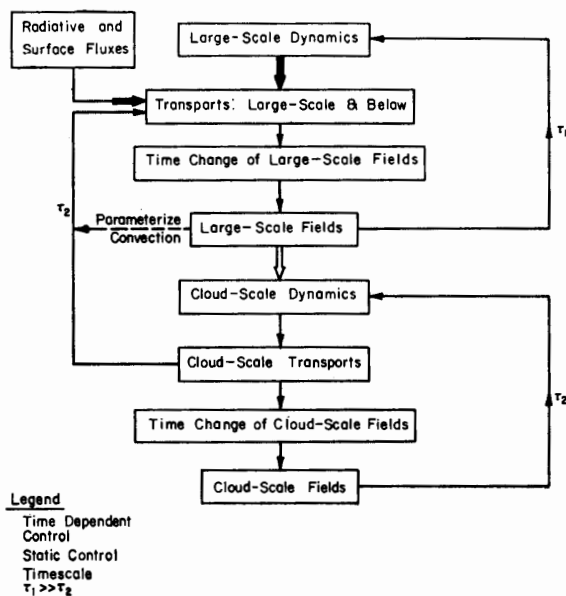 Radiative and
Surface Fluxes
Large-Scale Dynamics
Transports: Large-Scale & Below
Time Change of Large-Scale Fields
τ1
τ2
Parameterize
Convection
Large-Scale Fields
Cloud-Scale Dynamics
Cloud-Scale Transports
τ2
Time Change of Cloud-Scale Fields
Cloud-Scale Fields
Legend
Time Dependent
Control
Static Control
Timescale
τ1>>τ2